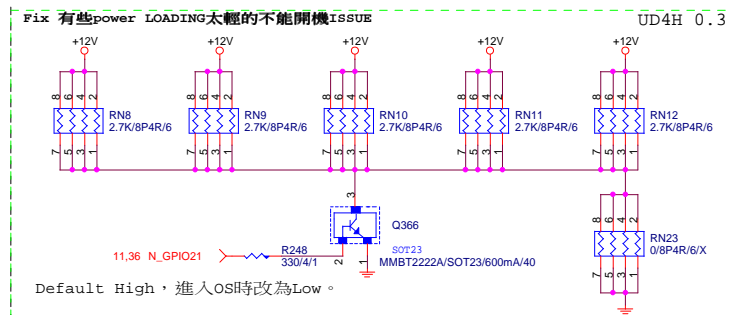 Fix 有些power LOADING太輕的不能開機ISSUE
UD4H 0.3
+12V +12V +12V +12V +12V
8 6 4 2 8 6 4 2 8 6 4 2 8 6 4 2 8 6 4 2
RN8 RN9 RN10 RN11 RN12
2.7K/8P4R/6 2.7K/8P4R/6 2.7K/8P4R/6 2.7K/8P4R/6 2.7K/8P4R/6
7 5 3 1 7 5 3 1 7 5 3 1 7 5 3 1 7 5 3 1
3
Q366
8 6 4 2
RN23
0/8P4R/6/X
7 5 3 1
SOT23
11,36 N_GPIO21
R248
330/4/1
2 1
MMBT2222A/SOT23/600mA/40
Default High,進入OS時改為Low。